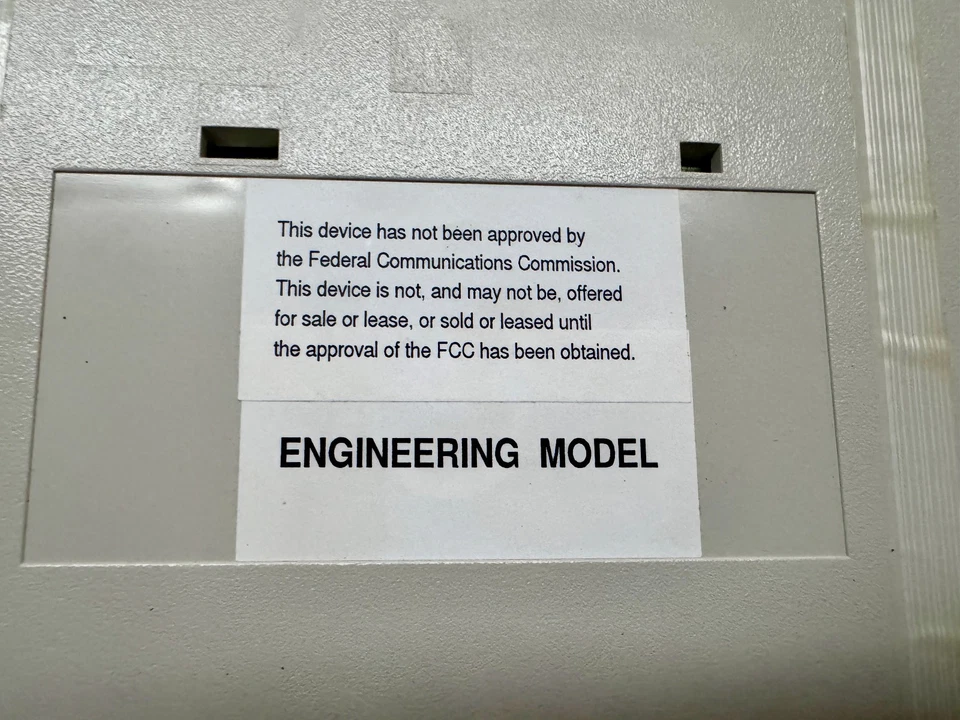 This device has not been approved by
the Federal Communications Commission.
This device is not, and may not be, offered
for sale or lease, or sold or leased until
the approval of the FCC has been obtained.
ENGINEERING MODEL